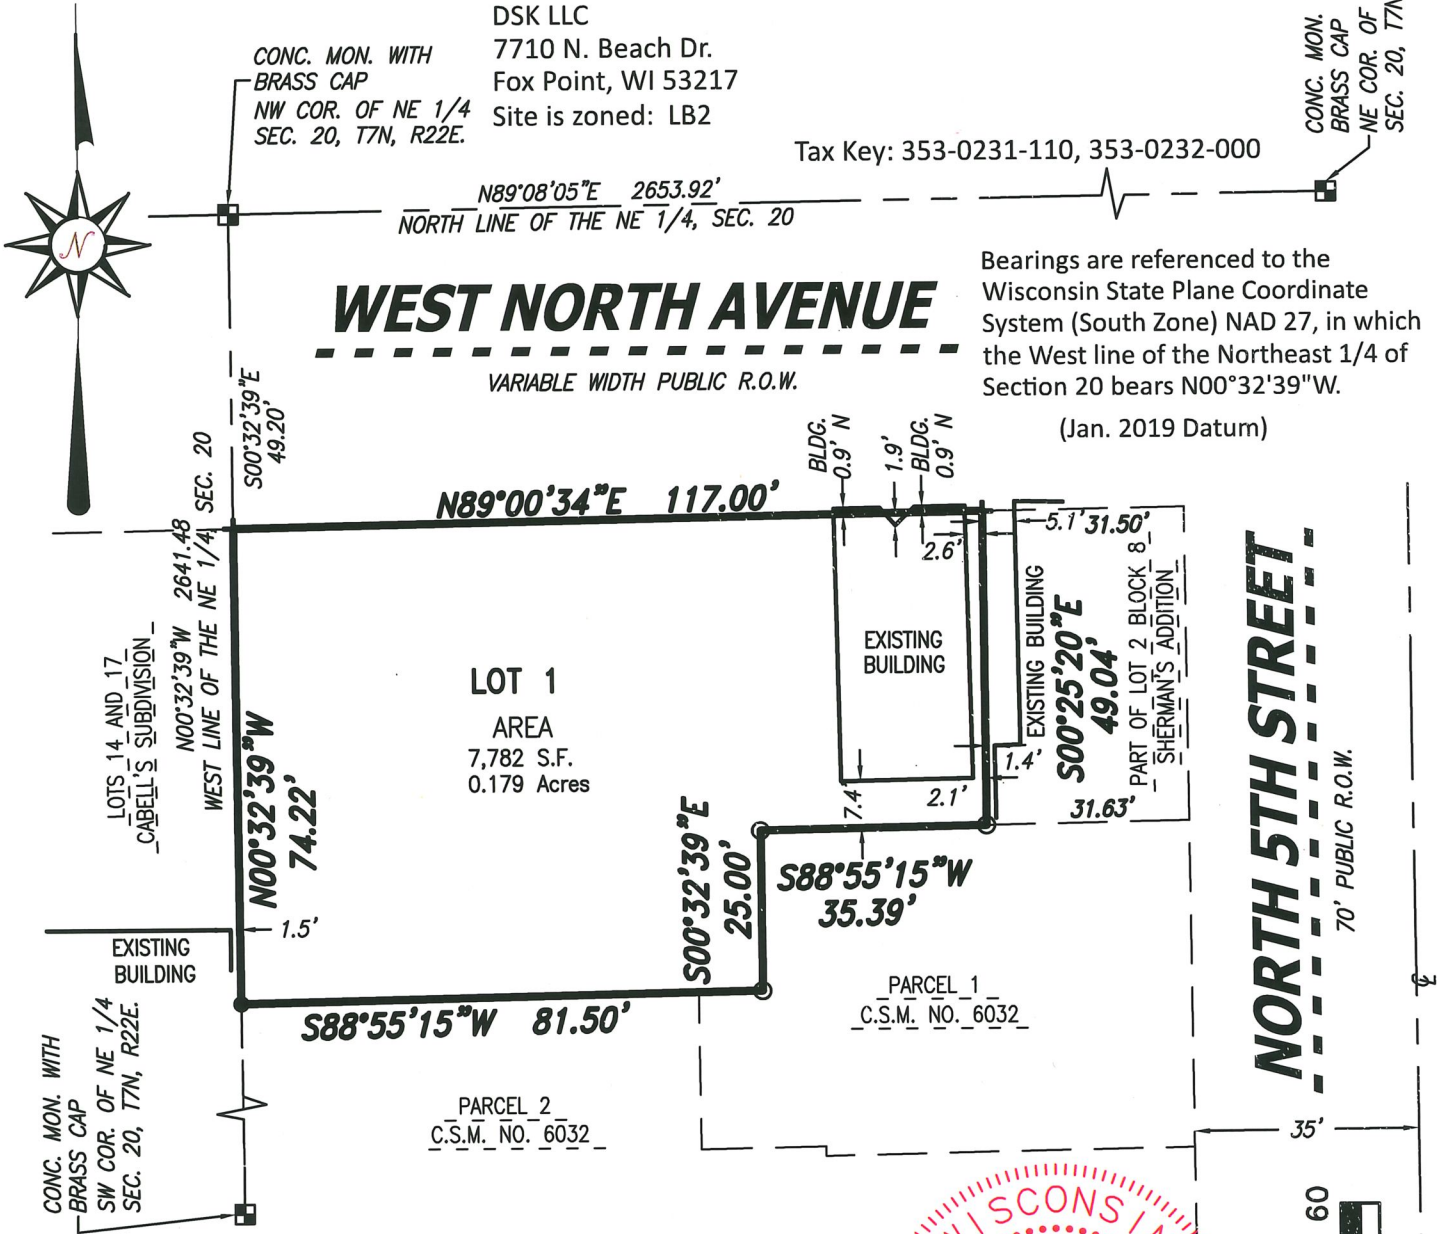 DSK LLC
7710 N. Beach Dr.
Fox Point, WI 53217
Site is zoned: LB2
CONC. MON. WITH
BRASS CAP
NW COR. OF NE 1/4
SEC. 20, T7N, R22E.
CONC. MON.
BRASS CAP
NE COR. OF
SEC. 20, T7N
Tax Key: 353-0231-110, 353-0232-000
N89°08'05"E 2653.92'
NORTH LINE OF THE NE 1/4, SEC. 20
N
WEST NORTH AVENUE
VARIABLE WIDTH PUBLIC R.O.W.
Bearings are referenced to the
Wisconsin State Plane Coordinate
System (South Zone) NAD 27, in which
the West line of the Northeast 1/4 of
Section 20 bears N00°32'39"W.
(Jan. 2019 Datum)
S00°32'39"E
49.20'
BLDG.
0.9' N
1.9'
BLDG.
0.9' N
N89°00'34"E 117.00'
2.6'
5.1'
31.50'
N00°32'39"W 2641.48
WEST LINE OF THE NE 1/4, SEC. 20
LOTS 14 AND 17
CABELL'S SUBDIVISION
N00°32'39"W
74.22'
LOT 1
AREA
7,782 S.F.
0.179 Acres
EXISTING
BUILDING
EXISTING BUILDING
S00°25'20"E
49.04'
PART OF LOT 2 BLOCK 8
SHERMAN'S ADDITION
NORTH 5TH STREET
70' PUBLIC R.O.W.
1.4'
2.1'
7.4'
31.63'
S00°32'39"E
25.00'
S88°55'15"W
35.39'
1.5'
EXISTING
BUILDING
S88°55'15"W 81.50'
PARCEL 1
C.S.M. NO. 6032
PARCEL 2
C.S.M. NO. 6032
CONC. MON. WITH
BRASS CAP
SW COR. OF NE 1/4
SEC. 20, T7N, R22E.
35'
60
SCONS